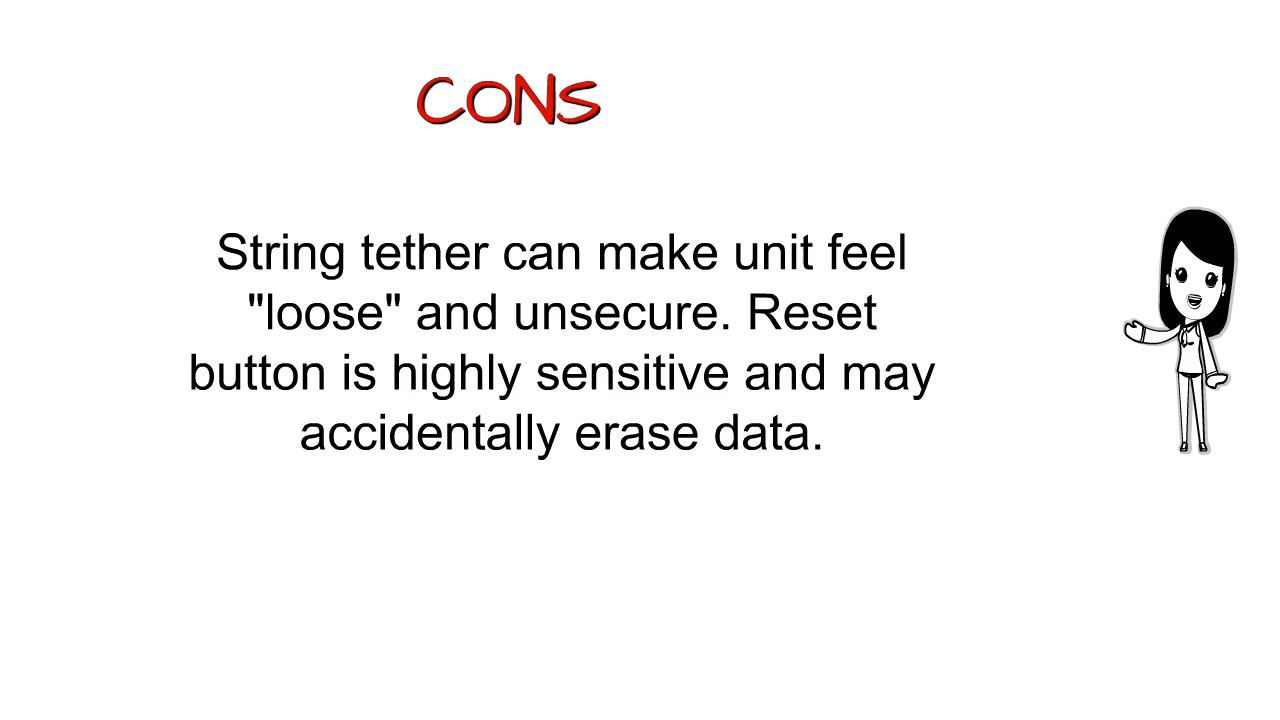 CONS
String tether can make unit feel
"loose" and unsecure. Reset
button is highly sensitive and may
accidentally erase data.